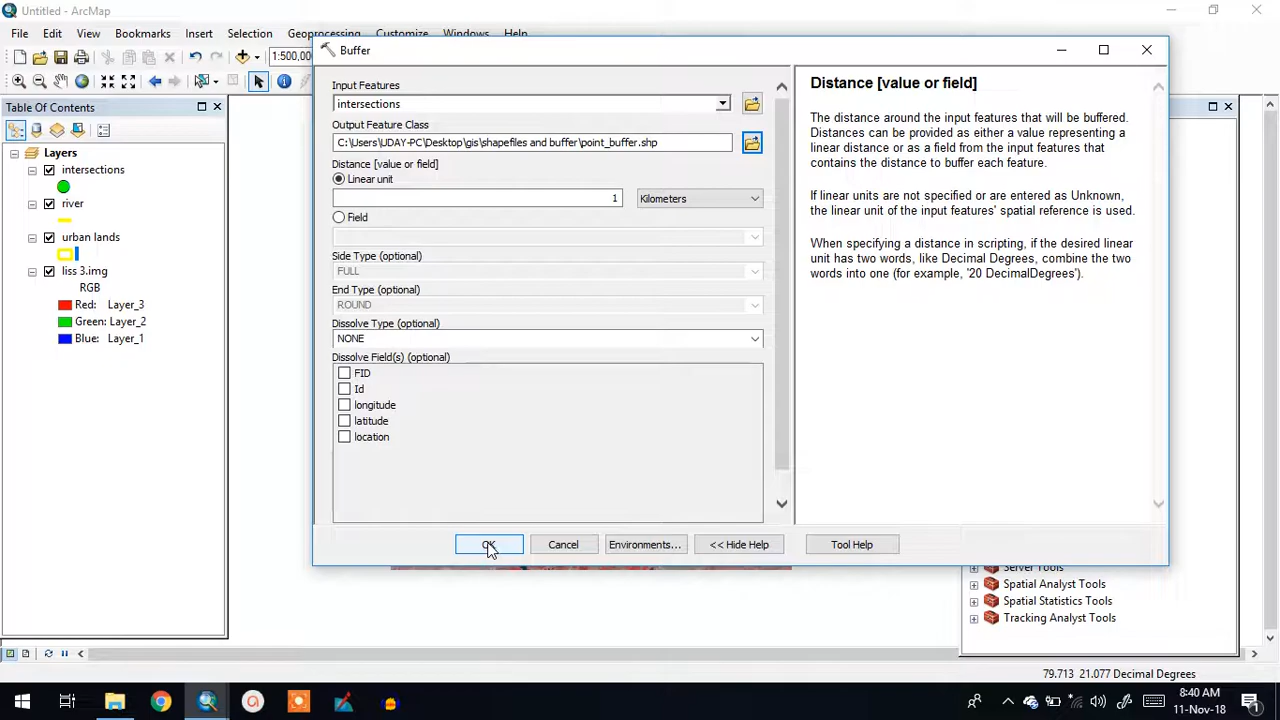 Untitled - ArcMap
File Edit View Bookmarks Insert Selection Geoprocessing Customize Windows Help
1:500,00
Table Of Contents
Layers
intersections
river
urban lands
liss 3.img
RGB
Red: Layer_3
Green: Layer_2
Blue: Layer_1
Buffer
Input Features
intersections
Output Feature Class
C:\Users\UDAY-PC\Desktop\gis\shapefiles and buffer\point_buffer.shp
Distance [value or field]
Linear unit
1 Kilometers
Field
Side Type (optional)
FULL
End Type (optional)
ROUND
Dissolve Type (optional)
NONE
Dissolve Field(s) (optional)
FID
Id
longitude
latitude
location
OK Cancel Environments... << Hide Help Tool Help
Distance [value or field]
The distance around the input features that will be buffered.
Distances can be provided as either a value representing a
linear distance or as a field from the input features that
contains the distance to buffer each feature.
If linear units are not specified or are entered as Unknown,
the linear unit of the input features' spatial reference is used.
When specifying a distance in scripting, if the desired linear
unit has two words, like Decimal Degrees, combine the two
words into one (for example, '20 DecimalDegrees').
Server Tools
Spatial Analyst Tools
Spatial Statistics Tools
Tracking Analyst Tools
79.713 21.077 Decimal Degrees
8:40 AM
11-Nov-18
1